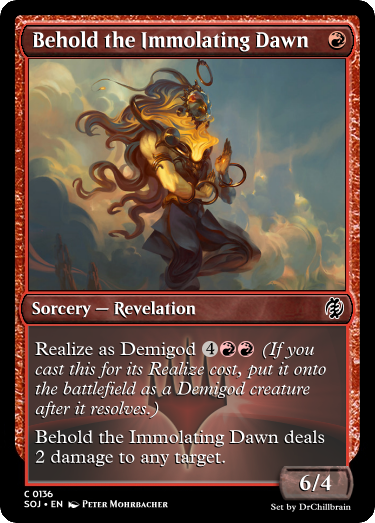 Behold the Immolating Dawn
Sorcery — Revelation
Realize as Demigod 4 (If you
cast this for its Realize cost, put it onto
the battlefield as a Demigod creature
after it resolves.)
Behold the Immolating Dawn deals
2 damage to any target.
6/4
C 0136
SOJ • EN Peter Mohrbacher
Set by DrChillbrain